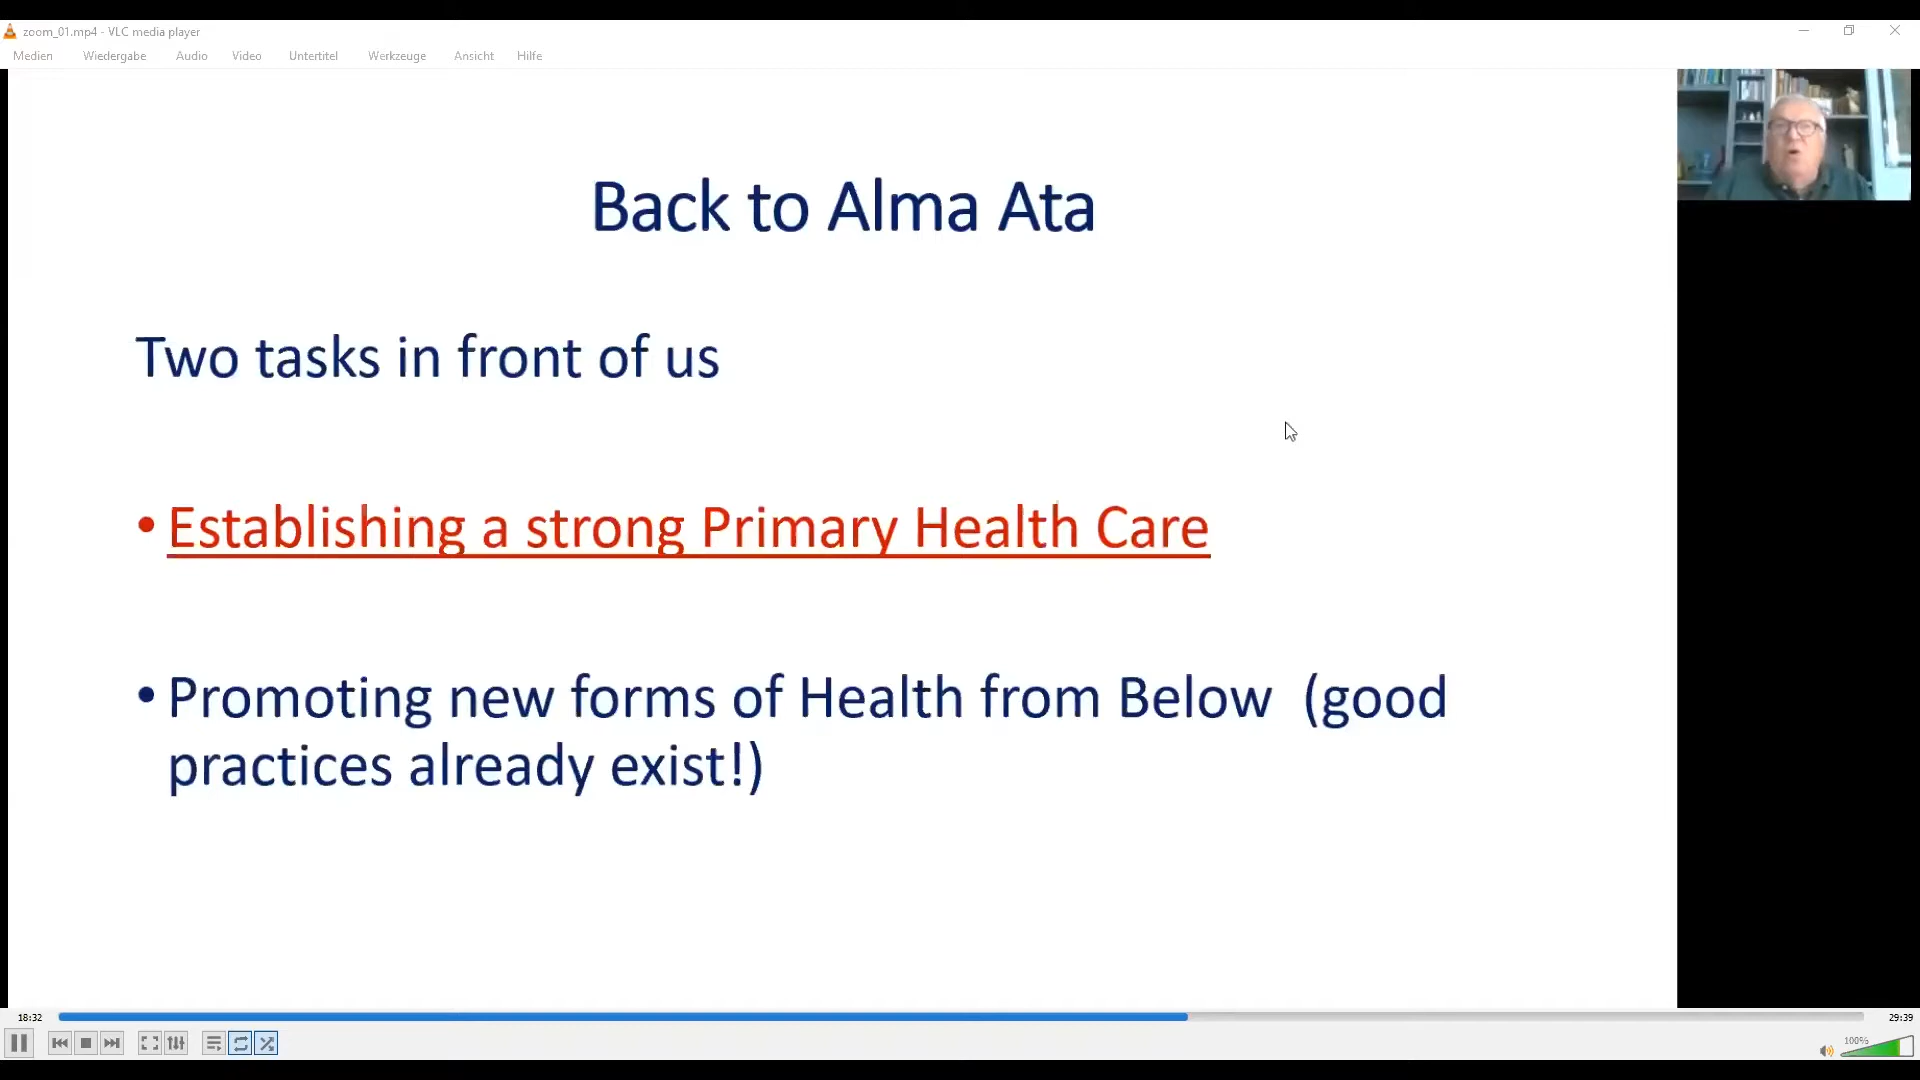 zoom_01.mp4 - VLC media player
Medien Wiedergabe Audio Video Untertitel Werkzeuge Ansicht Hilfe
Back to Alma Ata
Two tasks in front of us
• Establishing a strong Primary Health Care
• Promoting new forms of Health from Below (good
practices already exist!)
18:32 29:39
100%